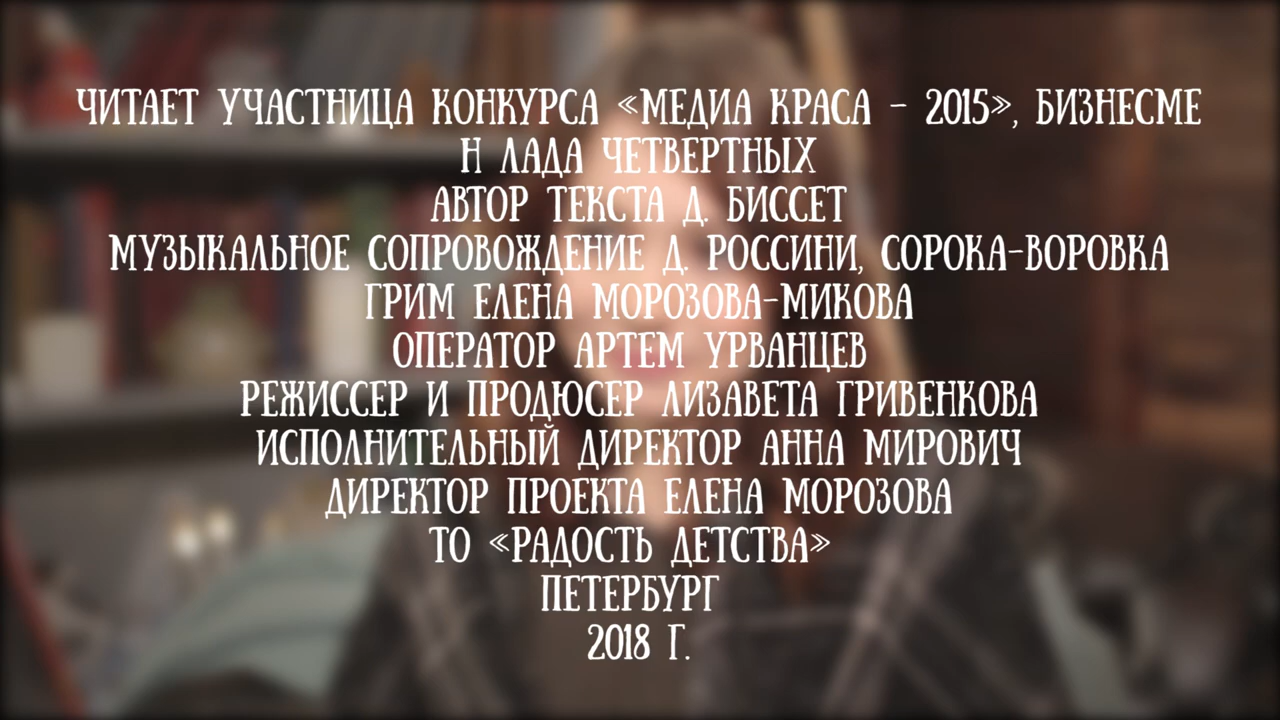 ЧИТАЕТ УЧАСТНИЦА КОНКУРСА «МЕДИА КРАСА - 2015», БИЗНЕСМЕ
Н ЛАДА ЧЕТВЕРТНЫХ
АВТОР ТЕКСТА Д. БИССЕТ
МУЗЫКАЛЬНОЕ СОПРОВОЖДЕНИЕ Д. РОССИНИ, СОРОКА-ВОРОВКА
ГРИМ ЕЛЕНА МОРОЗОВА-МИКОВА
ОПЕРАТОР АРТЕМ УРВАНЦЕВ
РЕЖИССЕР И ПРОДЮСЕР ЛИЗАВЕТА ГРИВЕНКОВА
ИСПОЛНИТЕЛЬНЫЙ ДИРЕКТОР АННА МИРОВИЧ
ДИРЕКТОР ПРОЕКТА ЕЛЕНА МОРОЗОВА
ТО «РАДОСТЬ ДЕТСТВА»
ПЕТЕРБУРГ
2018 Г.